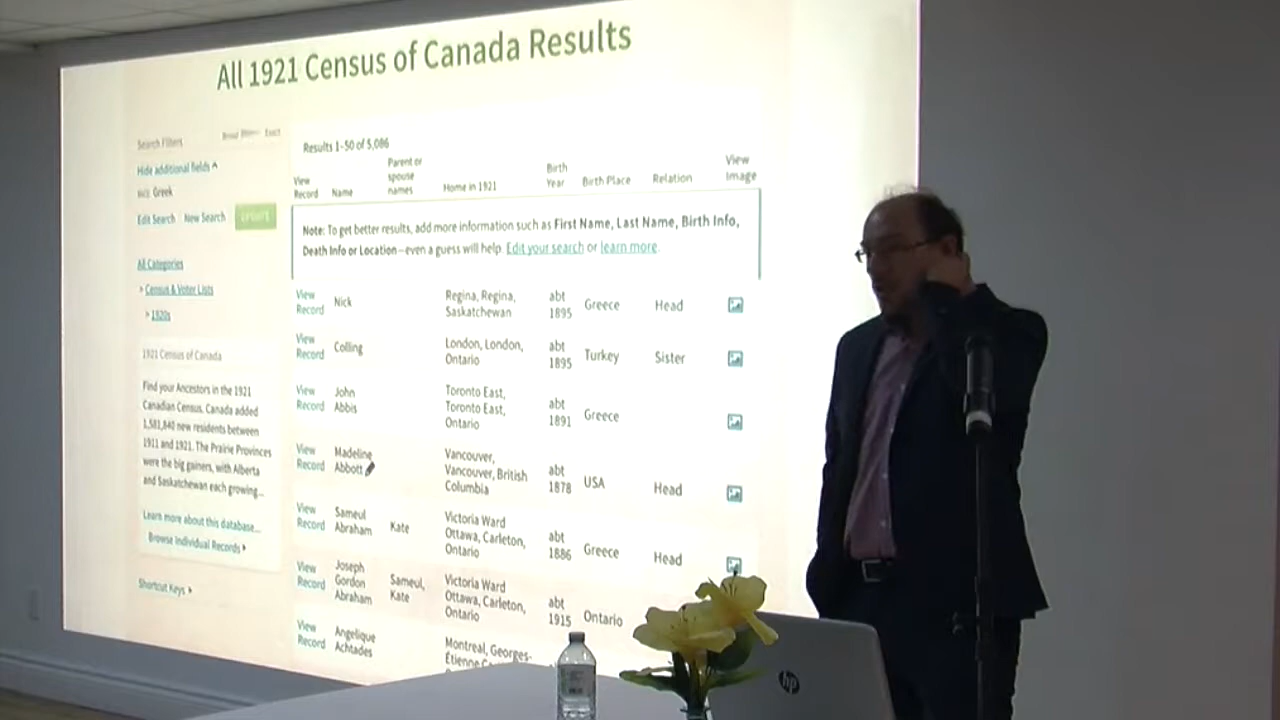 All 1921 Census of Canada Results
Search Filters
Exact
Hide additional fields ^
RACE Greek
Edit Search New Search UPDATE
All Categories
> Census & Voter Lists
> 1920s
1921 Census of Canada
Find your Ancestors in the 1921
Canadian Census. Canada added
1,581,840 new residents between
1911 and 1921. The Prairie Provinces
were the big gainers, with Alberta
and Saskatchewan each growing...
Learn more about this database...
Browse Individual Records >
Shortcut Keys >
Results 1-50 of 5,086
View Record Name Parent or spouse names Home in 1921 Birth Year Birth Place Relation View Image
Note: To get better results, add more information such as First Name, Last Name, Birth Info,
Death Info or Location—even a guess will help. Edit your search or learn more.
View Record Nick Regina, Regina, Saskatchewan abt 1895 Greece Head
View Record Colling London, London, Ontario abt 1895 Turkey Sister
View Record John Abbis Toronto East, Toronto East, Ontario abt 1891 Greece
View Record Madeline Abbott Vancouver, Vancouver, British Columbia abt 1878 USA Head
View Record Sameul Abraham Kate Victoria Ward Ottawa, Carleton, Ontario abt 1886 Greece Head
View Record Joseph Gordon Abraham Sameul, Kate Victoria Ward Ottawa, Carleton, Ontario abt 1915 Ontario
View Record Angelique Achtades Montreal, Georges-Étienne
hp